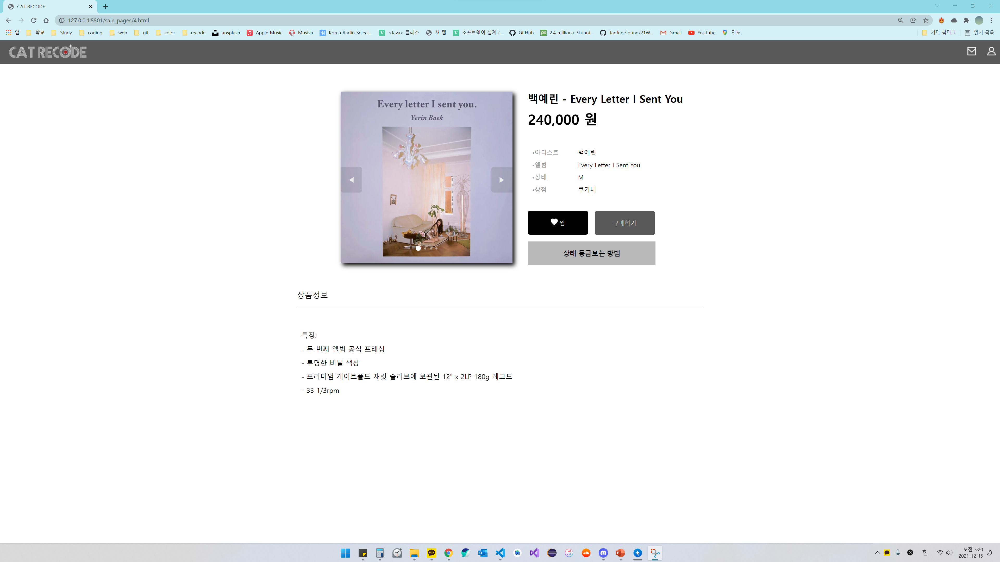 CAT-RECODE
127.0.0.1:5501/sale_pages/4.html
앱 학교 Study coding web git color recode unsplash Apple Music Musish Korea Radio Select... <Java> 클래스 새 탭 소프트웨어 설계 (... GitHub 2.4 million+ Stunni... TaeJuneJoung/21W... Gmail YouTube 지도 기타 북마크 읽기 목록
CAT RECODE
Every letter I sent you.
Yerin Baek
백예린 - Every Letter I Sent You
240,000 원
•아티스트 백예린
•앨범 Every Letter I Sent You
•상태 M
•상점 쿠키네
찜 구매하기
상태 등급보는 방법
상품정보
특징:
- 두 번째 앨범 공식 프레싱
- 투명한 비닐 색상
- 프리미엄 게이트폴드 재킷 슬리브에 보관된 12" x 2LP 180g 레코드
- 33 1/3rpm
한 오전 3:20
2021-12-15